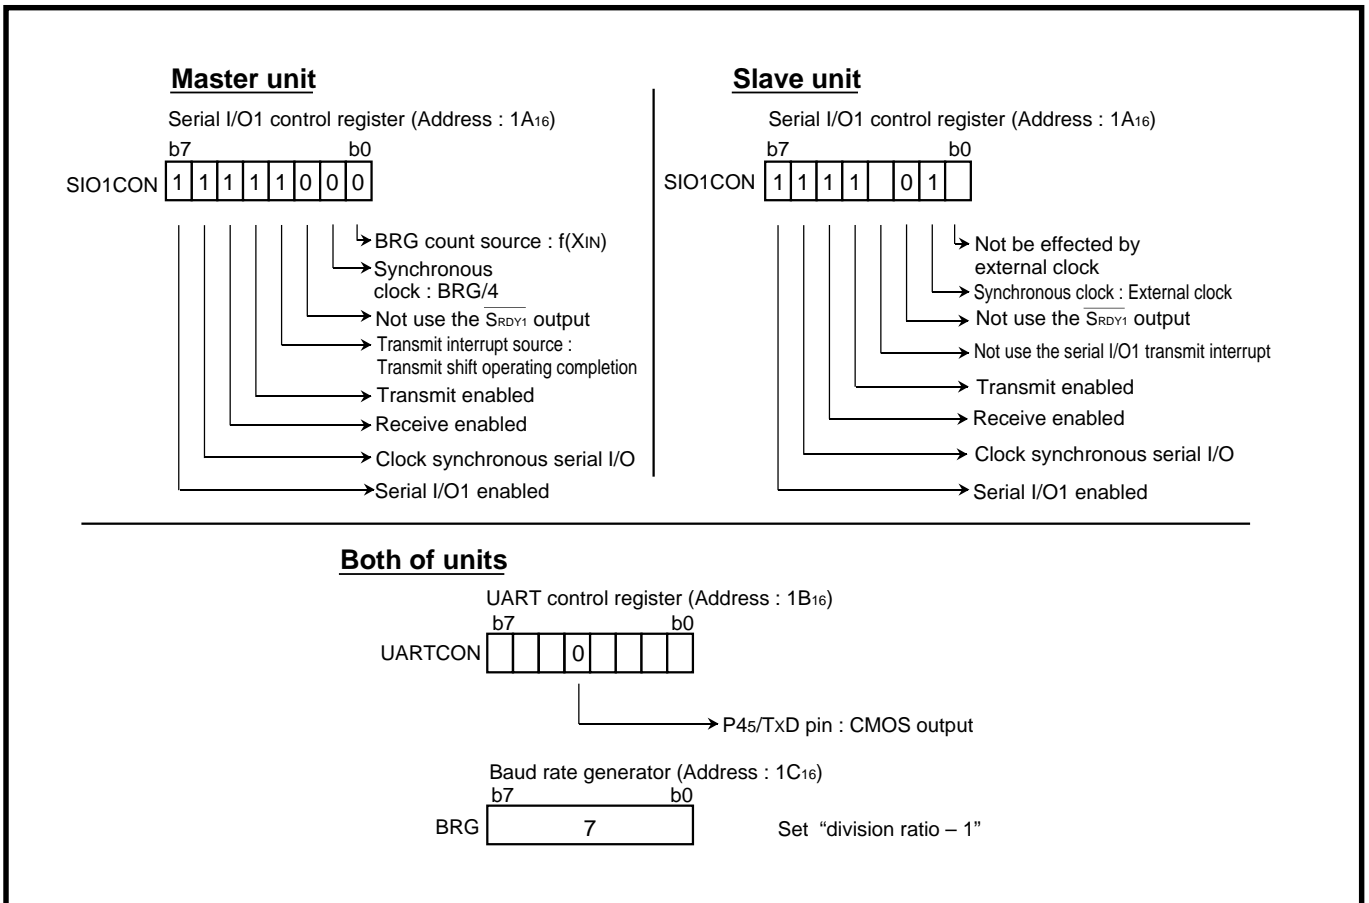 Master unit
Serial I/O1 control register (Address : 1A16)
b7 b0
SIO1CON 1 1 1 1 1 0 0 0
BRG count source : f(XIN)
Synchronous
clock : BRG/4
Not use the SRDY1 output
Transmit interrupt source :
Transmit shift operating completion
Transmit enabled
Receive enabled
Clock synchronous serial I/O
Serial I/O1 enabled
Slave unit
Serial I/O1 control register (Address : 1A16)
b7 b0
SIO1CON 1 1 1 1 0 1
Not be effected by
external clock
Synchronous clock : External clock
Not use the SRDY1 output
Not use the serial I/O1 transmit interrupt
Transmit enabled
Receive enabled
Clock synchronous serial I/O
Serial I/O1 enabled
Both of units
UART control register (Address : 1B16)
b7 b0
UARTCON 0
P45/TXD pin : CMOS output
Baud rate generator (Address : 1C16)
b7 b0
BRG 7 Set “division ratio – 1”